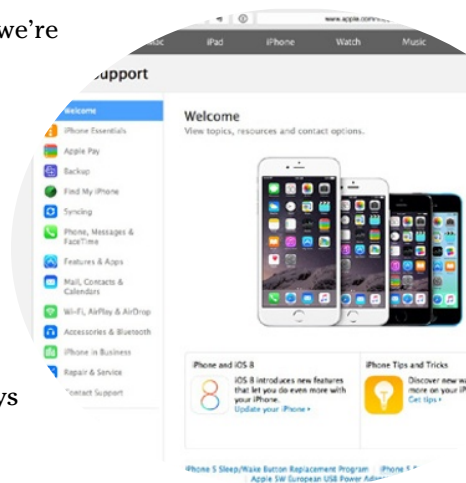 we're
www.apple.com
iPad iPhone Watch Music
upport
Welcome
iPhone Essentials
Apple Pay
Backup
Find My iPhone
Syncing
Phone, Messages &
FaceTime
Features & Apps
Mail, Contacts &
Calendars
Wi-Fi, AirPlay & AirDrop
Accessories & Bluetooth
iPhone in Business
Repair & Service
Contact Support
Welcome
View topics, resources and contact options.
iPhone and iOS 8
iOS 8 introduces new features
that let you do even more with
your iPhone.
Update your iPhone
iPhone Tips and Tricks
Discover new
more on your
Get tips
iPhone 5 Sleep/Wake Button Replacement Program iPhone 5
Apple 5W European USB Power
ys